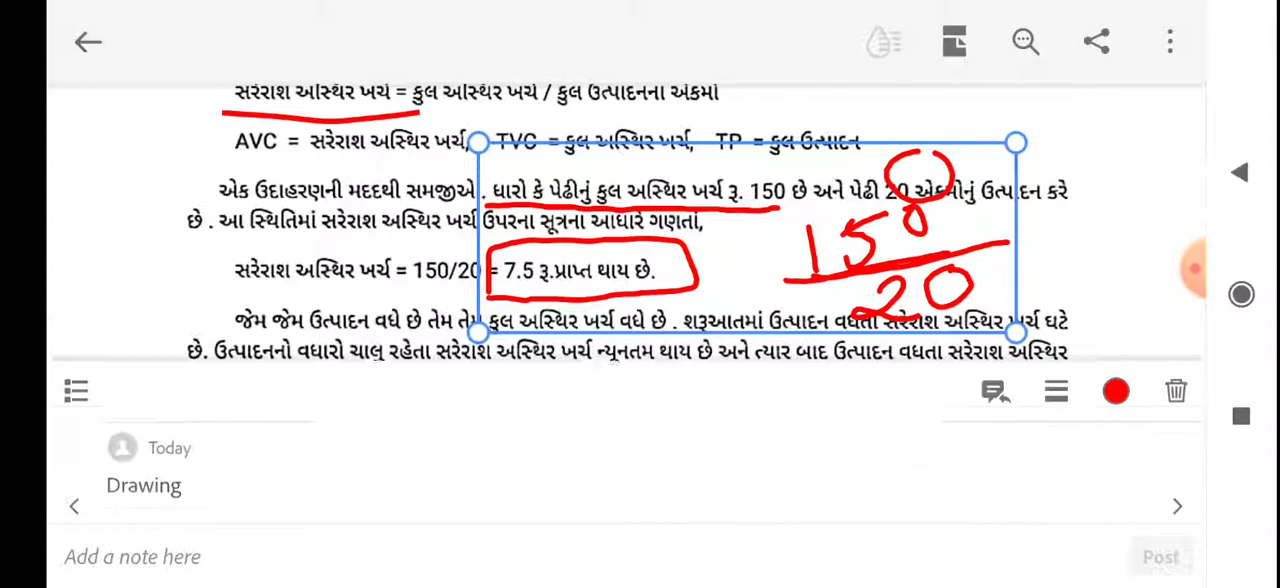 સરેરાશ અસ્થિર ખર્ચ = કુલ અસ્થિર ખર્ચ / કુલ ઉત્પાદનના એકમો
AVC = સરેરાશ અસ્થિર ખર્ચ, TVC = કુલ અસ્થિર ખર્ચ, TP = કુલ ઉત્પાદન
એક ઉદાહરણની મદદથી સમજીએ . ધારો કે પેઢીનું કુલ અસ્થિર ખર્ચ રૂ. 150 છે અને પેઢી 20 એકમોનું ઉત્પાદન કરે
છે . આ સ્થિતિમાં સરેરાશ અસ્થિર ખર્ચ ઉપરના સૂત્રના આધારે ગણતાં,
150
20
સરેરાશ અસ્થિર ખર્ચ = 150/20 = 7.5 રૂ.પ્રાપ્ત થાય છે.
જેમ જેમ ઉત્પાદન વધે છે તેમ તેમ કુલ અસ્થિર ખર્ચ વધે છે . શરૂઆતમાં ઉત્પાદન વધતા સરેરાશ અસ્થિર ખર્ચ ઘટે
છે. ઉત્પાદનનો વધારો ચાલુ રહેતા સરેરાશ અસ્થિર ખર્ચ ન્યૂનતમ થાય છે અને ત્યાર બાદ ઉત્પાદન વધતા સરેરાશ અસ્થિર
Today
Drawing
Add a note here
Post